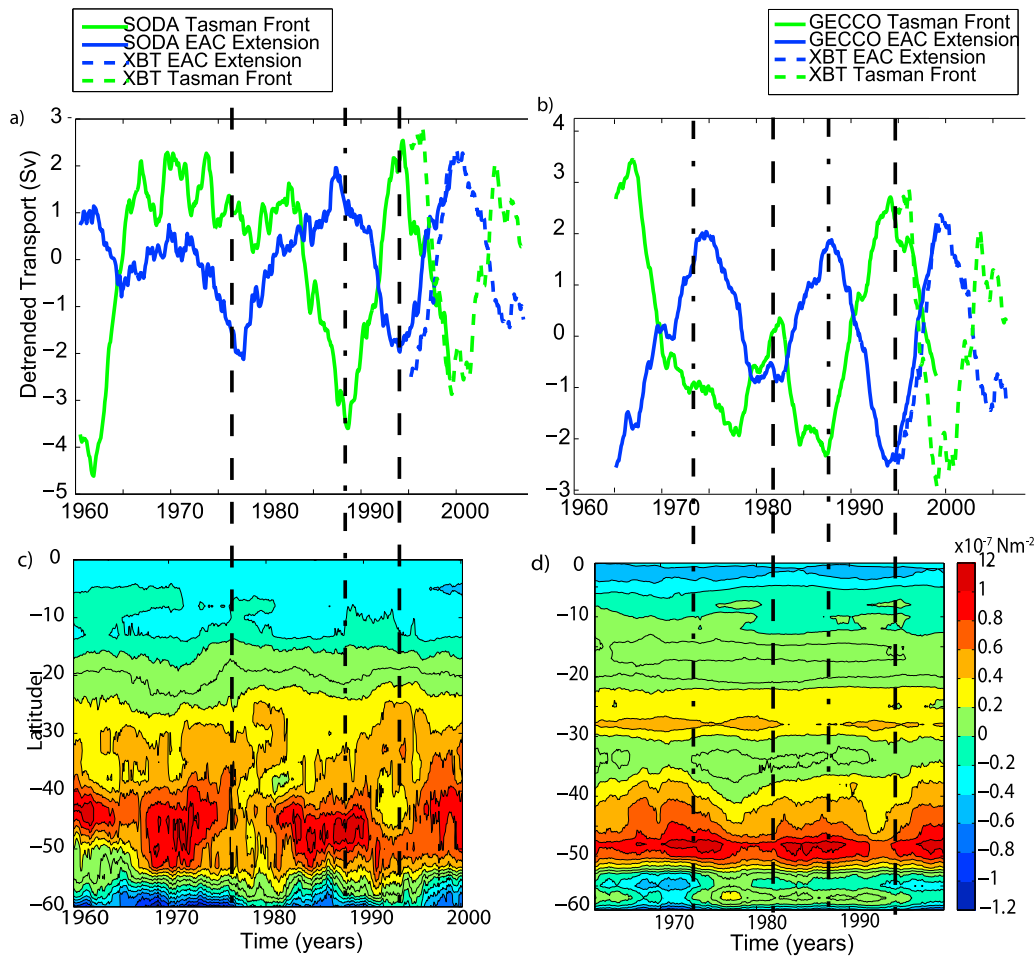 SODA Tasman Front
SODA EAC Extension
XBT EAC Extension
XBT Tasman Front
GECCO Tasman Front
GECCO EAC Extension
XBT EAC Extension
XBT Tasman Front
a)
3
2
1
0
−1
−2
−3
−4
−5
Detrended Transport (Sv)
1960 1970 1980 1990 2000
b)
4
3
2
1
0
−1
−2
−3
1960 1970 1980 1990 2000
c)
0
−10
−20
−30
−40
−50
−60
Latitude
1960 1970 1980 1990 2000
Time (years)
d)
0
−10
−20
−30
−40
−50
−60
1970 1980 1990
Time (years)
x10⁻⁷ Nm⁻²
12
1
0.8
0.6
0.4
0.2
0
−0.2
−0.4
−0.6
−0.8
−1
−1.2